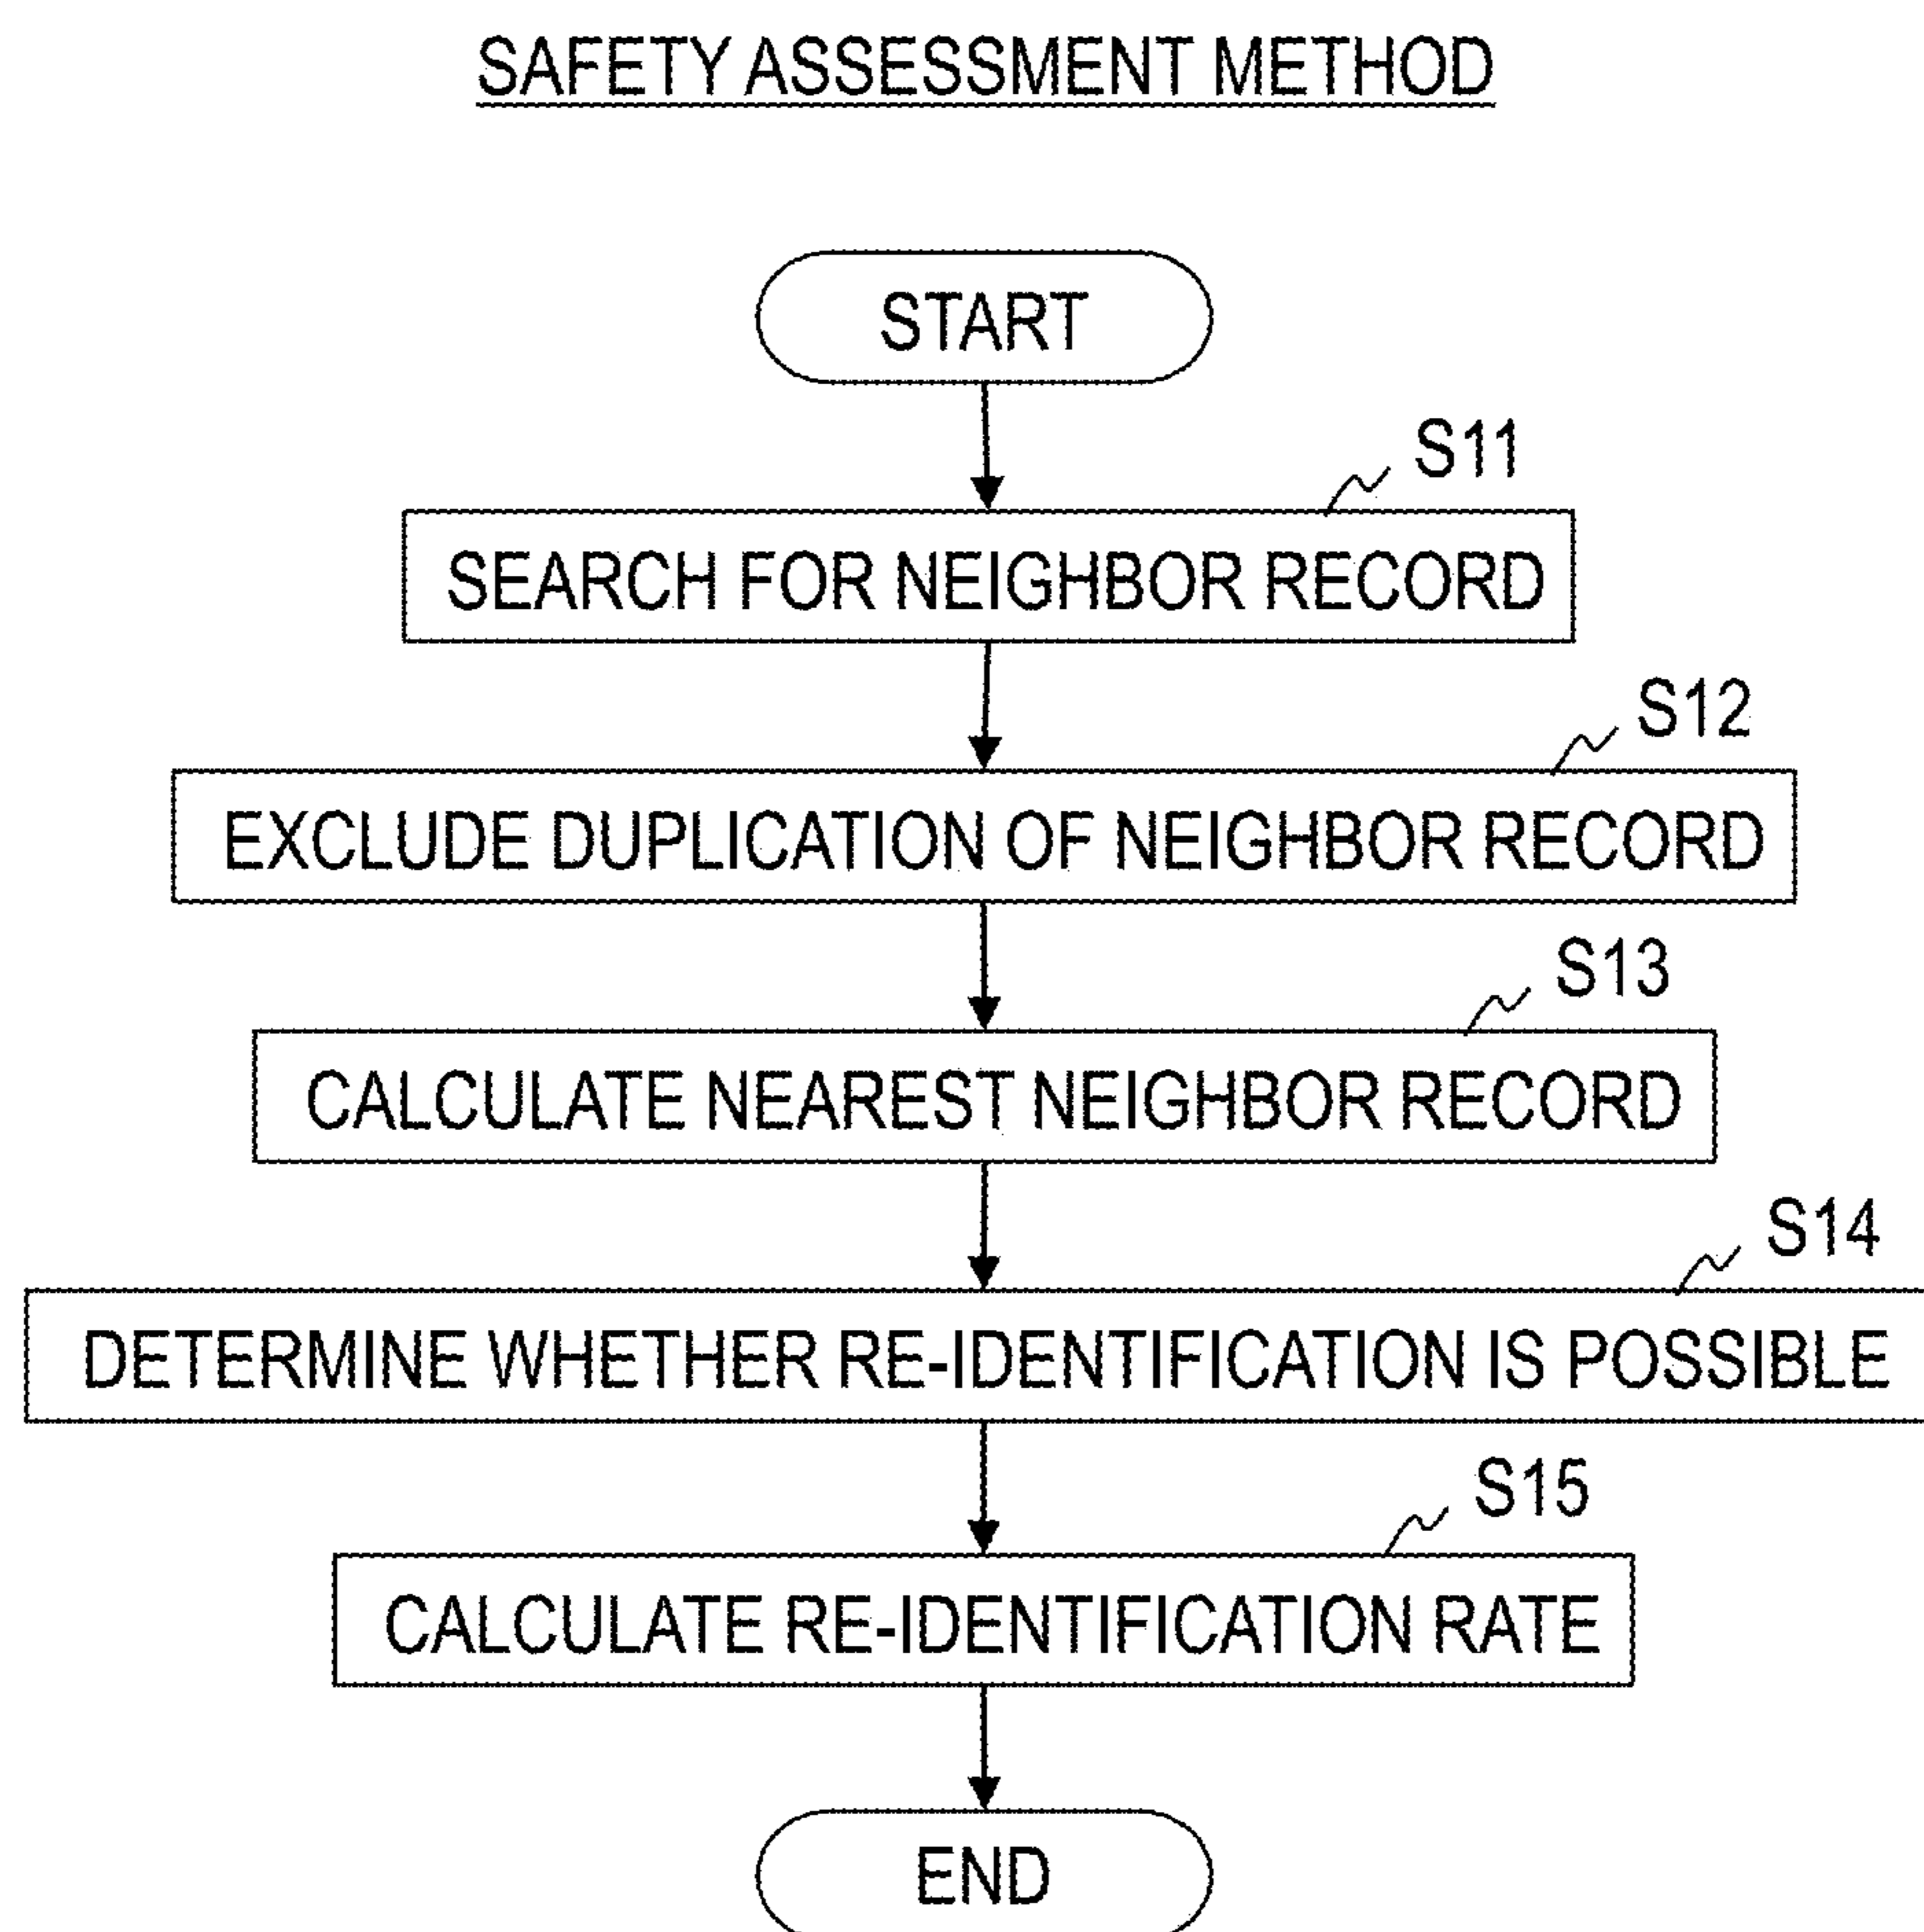 SAFETY ASSESSMENT METHOD
START
S11
SEARCH FOR NEIGHBOR RECORD
S12
EXCLUDE DUPLICATION OF NEIGHBOR RECORD
S13
CALCULATE NEAREST NEIGHBOR RECORD
S14
DETERMINE WHETHER RE-IDENTIFICATION IS POSSIBLE
S15
CALCULATE RE-IDENTIFICATION RATE
END